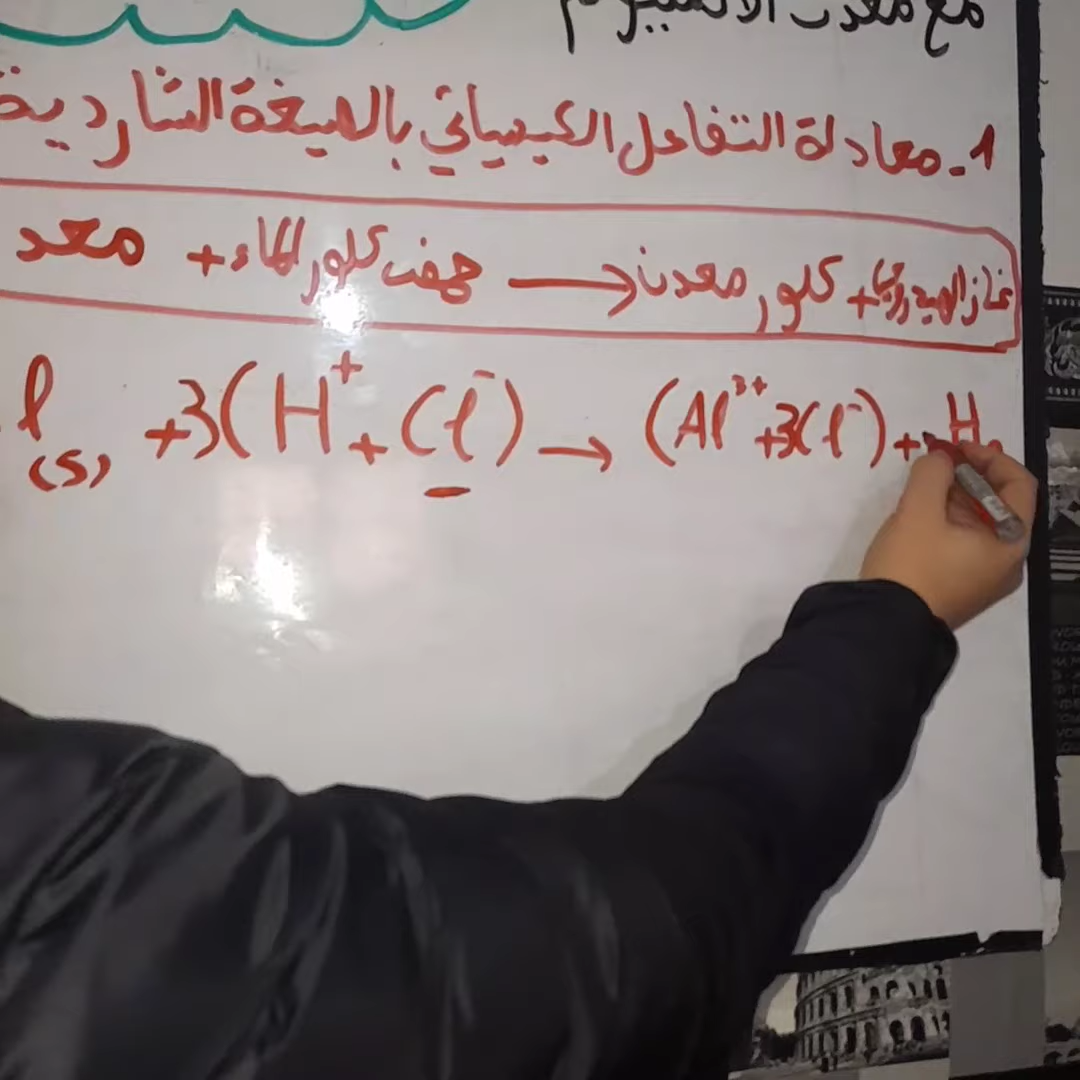 مع معدن الألمنيوم
1- معادلة التفاعل الكيميائي بالصيغة الشاردية
معد + حمض كلور الماء → كلور معدن + غاز الهيدروجين
l(s) +3(H⁺ + Cl⁻) → (Al³⁺ +3Cl⁻) + H₂